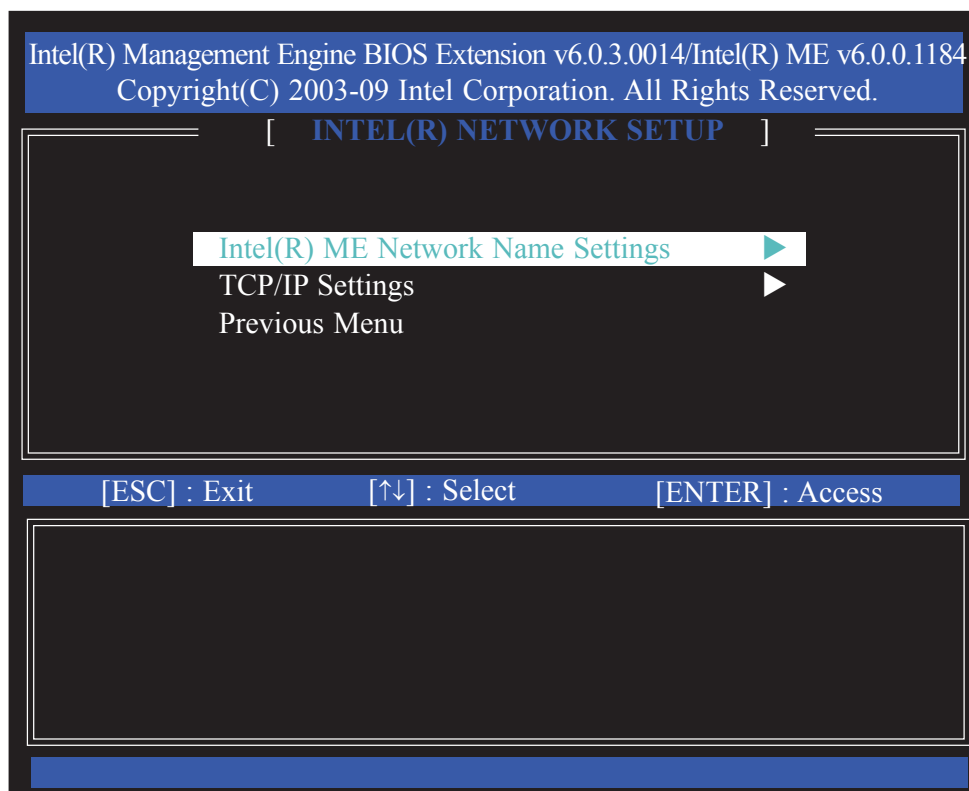 Intel(R) Management Engine BIOS Extension v6.0.3.0014/Intel(R) ME v6.0.0.1184
Copyright(C) 2003-09 Intel Corporation. All Rights Reserved.
[ INTEL(R) NETWORK SETUP ]
Intel(R) ME Network Name Settings ▶
TCP/IP Settings ▶
Previous Menu
[ESC] : Exit [↑↓] : Select [ENTER] : Access